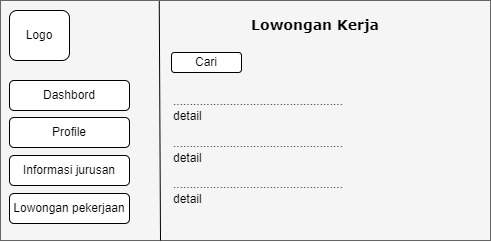 Logo
Dashbord
Profile
Informasi jurusan
Lowongan pekerjaan
Lowongan Kerja
Cari
detail
detail
detail